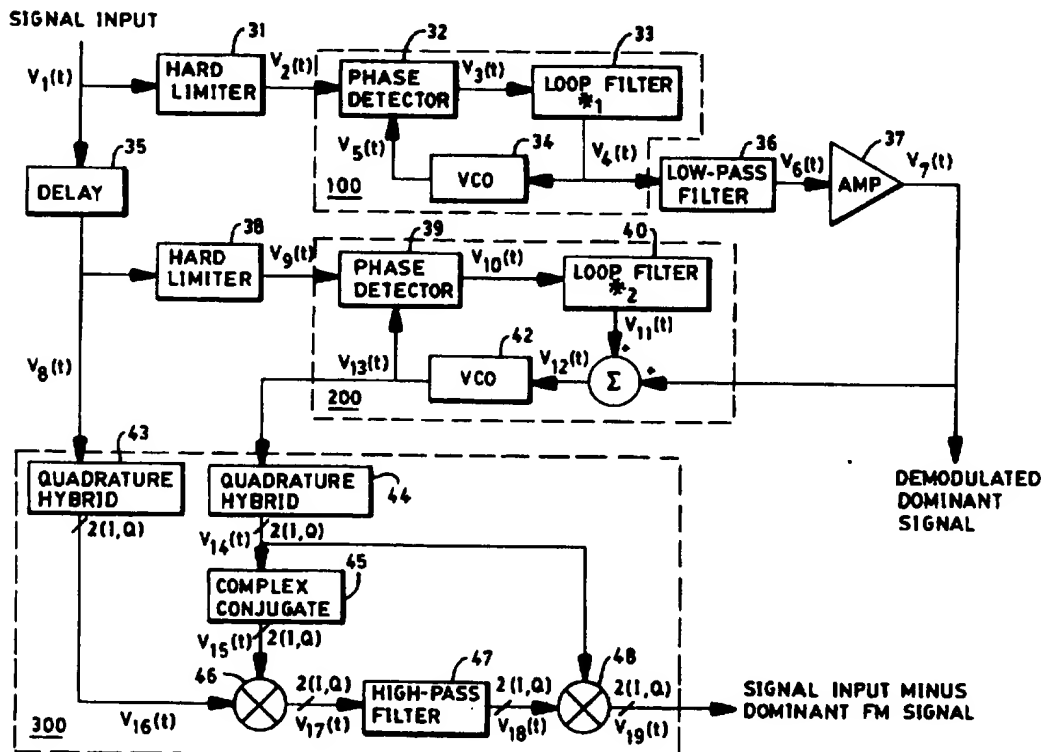 SIGNAL INPUT
31
32
33
V₁(t)
HARD
LIMITER
V₂(t)
PHASE
DETECTOR
V₃(t)
LOOP FILTER
*₁
35
DELAY
V₅(t)
34
VCO
V₄(t)
100
36
LOW-PASS
FILTER
V₆(t)
37
AMP
V₇(t)
38
HARD
LIMITER
V₉(t)
39
PHASE
DETECTOR
V₁₀(t)
40
LOOP FILTER
*₂
V₁₁(t)
V₈(t)
V₁₃(t)
42
VCO
V₁₂(t)
Σ
+
+
200
43
QUADRATURE
HYBRID
2(I,Q)
QUADRATURE
HYBRID
44
2(I,Q)
V₁₄(t)
DEMODULATED
DOMINANT
SIGNAL
45
COMPLEX
CONJUGATE
V₁₅(t)
2(I,Q)
46
47
48
2(I,Q)
HIGH-PASS
FILTER
2(I,Q)
2(I,Q)
SIGNAL INPUT MINUS
DOMINANT FM SIGNAL
300
V₁₆(t)
V₁₇(t)
V₁₈(t)
V₁₉(t)